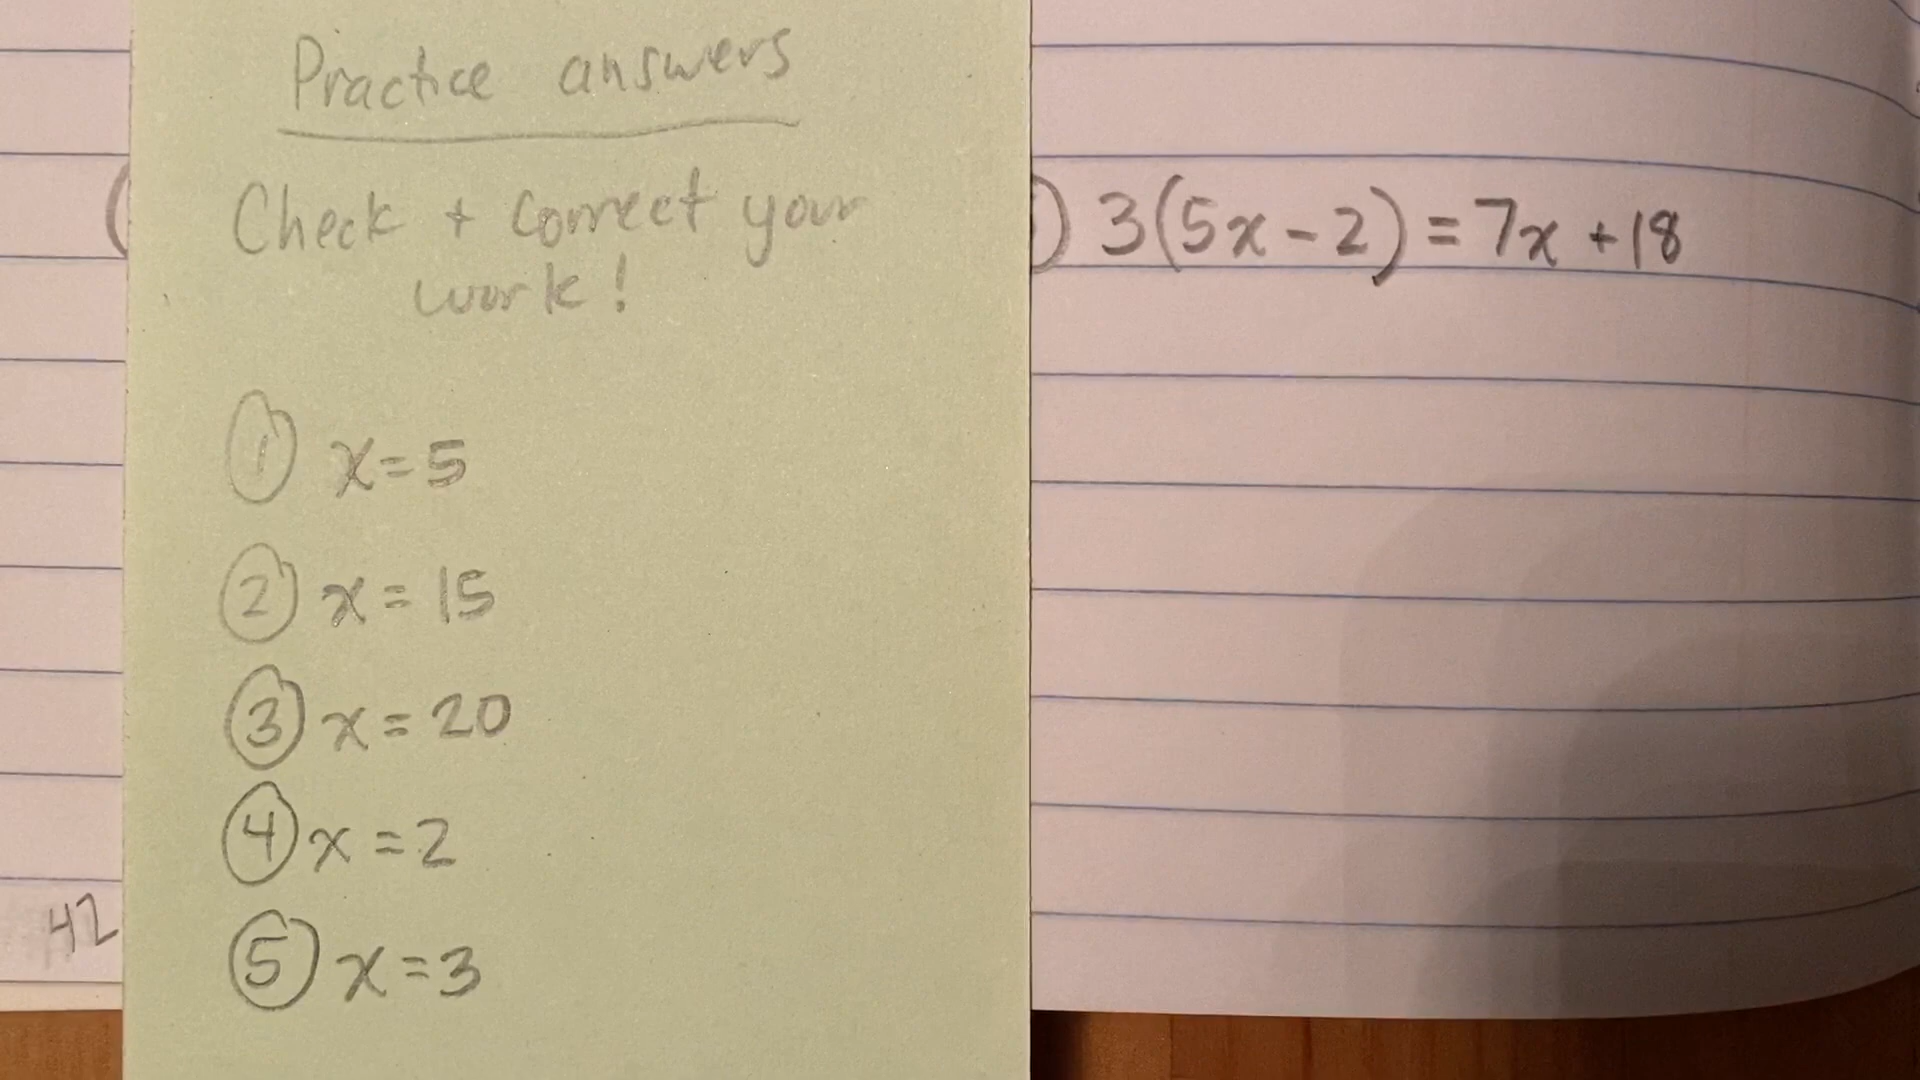 Practice answers
Check + correct your
work!
① x=5
② x=15
③ x=20
④ x=2
⑤ x=3
42
) 3(5x-2)=7x+18